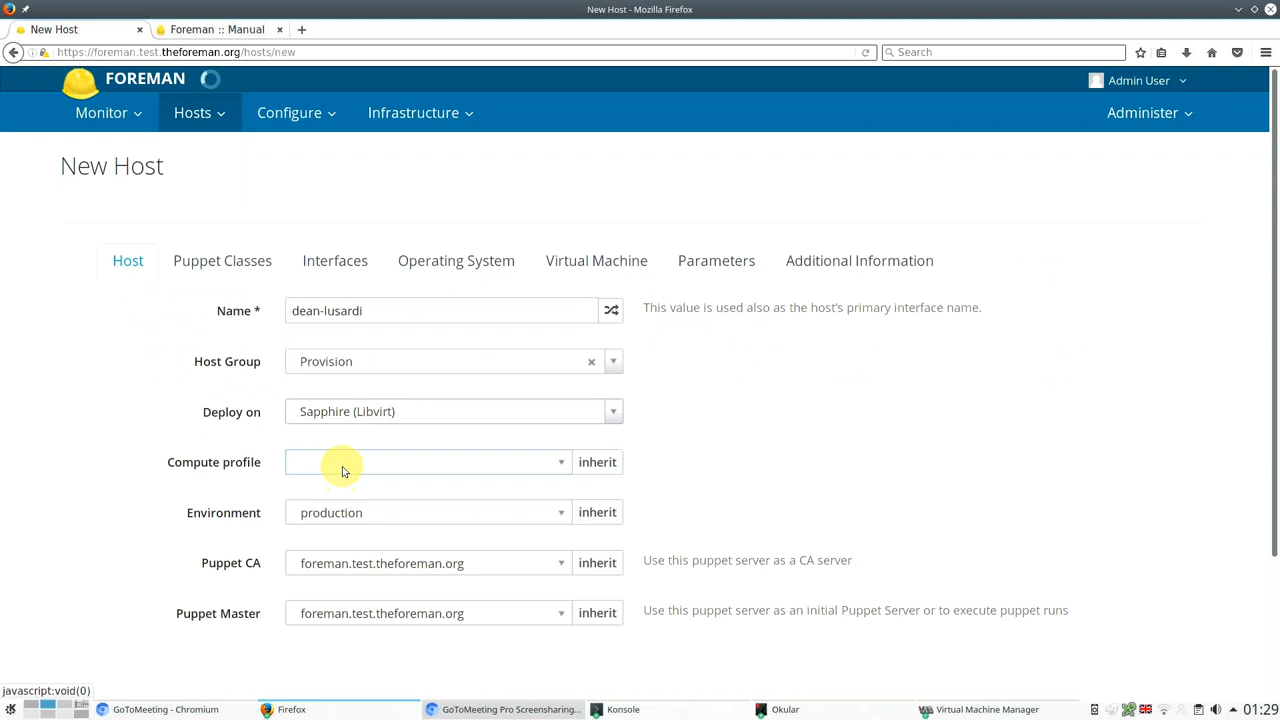 New Host - Mozilla Firefox
New Host
Foreman :: Manual
https://foreman.test.theforeman.org/hosts/new
Search
FOREMAN
Admin User
Monitor
Hosts
Configure
Infrastructure
Administer
New Host
Host
Puppet Classes
Interfaces
Operating System
Virtual Machine
Parameters
Additional Information
Name *
dean-lusardi
This value is used also as the host's primary interface name.
Host Group
Provision
Deploy on
Sapphire (Libvirt)
Compute profile
inherit
Environment
production
inherit
Puppet CA
foreman.test.theforeman.org
inherit
Use this puppet server as a CA server
Puppet Master
foreman.test.theforeman.org
inherit
Use this puppet server as an initial Puppet Server or to execute puppet runs
javascript:void(0)
GoToMeeting - Chromium
Firefox
GoToMeeting Pro Screensharing...
Konsole
Okular
Virtual Machine Manager
01:29